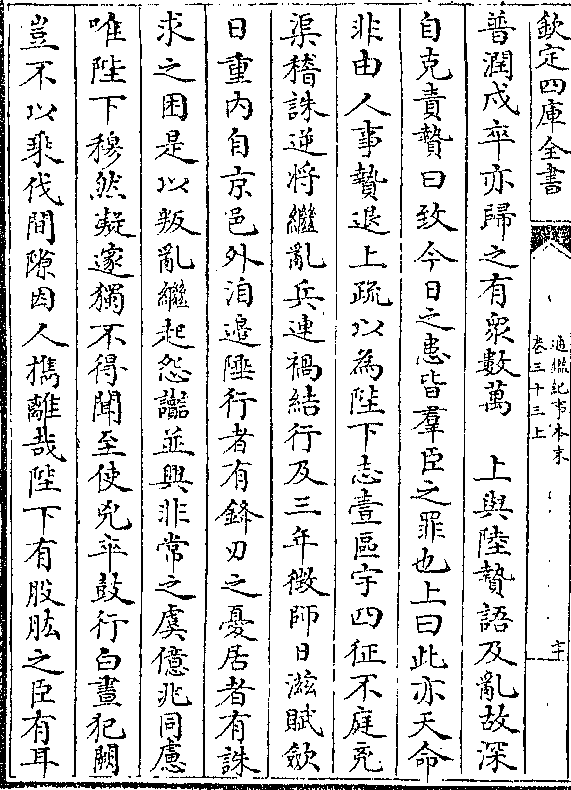 欽定四庫全書
通鑑紀事本末
卷三十三上
普潤戍卒亦歸之有衆數萬　上與陸贄語及亂故深
自克責贄曰致今日之患皆羣臣之罪也上曰此亦天命
非由人事贄退上疏以為陛下志壹區宇四征不庭兇
渠稽誅逆將繼亂兵連禍結行及三年徵師日滋賦斂
日重内自京邑外洎邉陲行者有鋒刃之憂居者有誅
求之困是以叛亂繼起怨讟並興非常之虞億兆同慮
唯陛下穆然凝邃獨不得聞至使兇卒鼓行白晝犯闕
豈不以乗我間隙因人攜離哉陛下有股肱之臣有耳